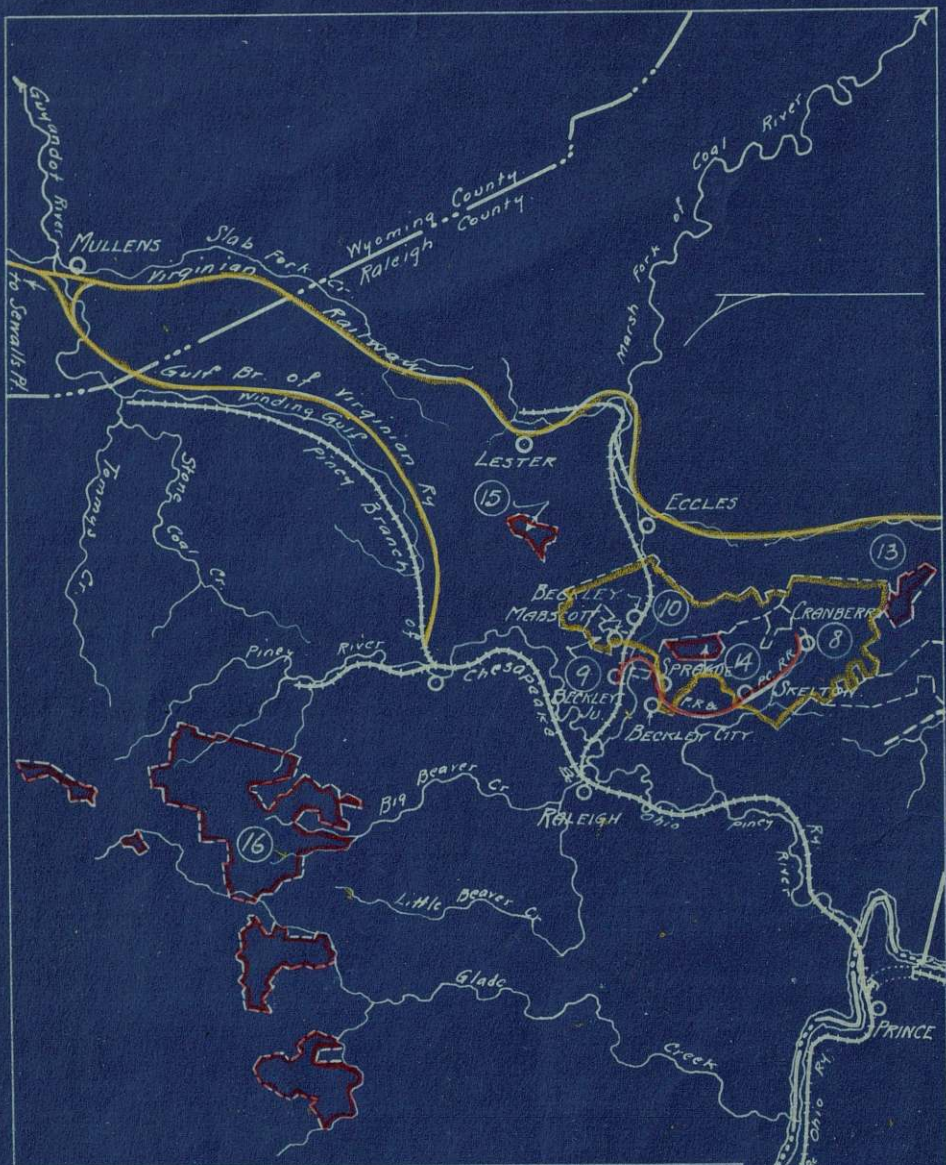 Guyandot River
MULLENS
Slab Fork Cr.
Virginian Railway
to Sewalls Pt.
Wyoming County
Raleigh County
Coal River
Marsh Fork of
Gulf Br of Virginian Ry
Winding Gulf
Piney Branch of
Tommys Cr.
Stone Coal Cr.
LESTER
15
ECCLES
13
BECKLEY
10
MABSCOTT
CRANBERRY
8
14
9
SPRAGUE
SKELTON
BECKLEY JU.
BECKLEY CITY
Piney River
Chesapeake
Big Beaver Cr
RALEIGH
Ohio
Ry
Piney River
16
Little Beaver Cr
Glade Creek
PRINCE
Ohio Ry.